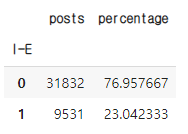 posts percentage
I-E
0 31832 76.957667
1 9531 23.042333